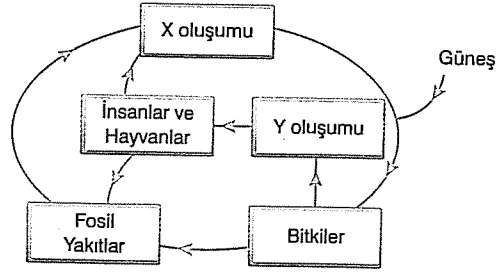 X oluşumu
Güneş
İnsanlar ve
Hayvanlar
Y oluşumu
Fosil
Yakıtlar
Bitkiler